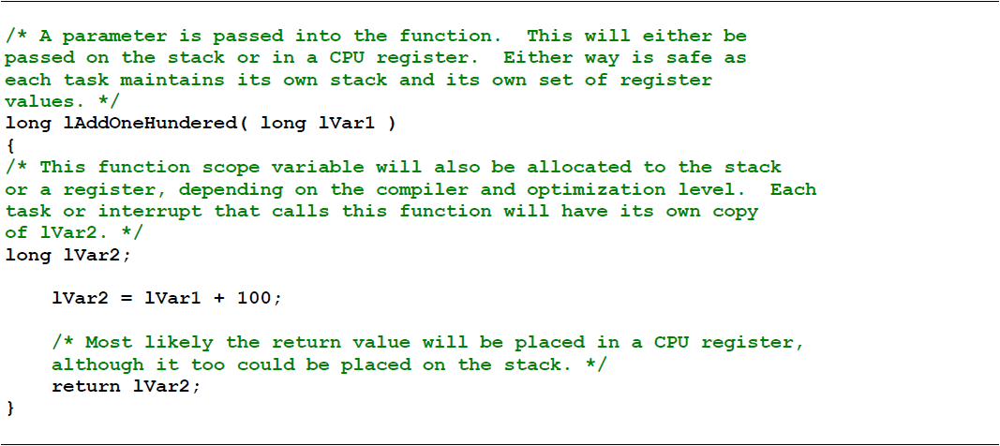 /* A parameter is passed into the function.  This will either be
passed on the stack or in a CPU register.  Either way is safe as
each task maintains its own stack and its own set of register
values. */
long lAddOneHundered( long lVar1 )
{
/* This function scope variable will also be allocated to the stack
or a register, depending on the compiler and optimization level.  Each
task or interrupt that calls this function will have its own copy
of lVar2. */
long lVar2;
    lVar2 = lVar1 + 100;
    /* Most likely the return value will be placed in a CPU register,
    although it too could be placed on the stack. */
    return lVar2;
}